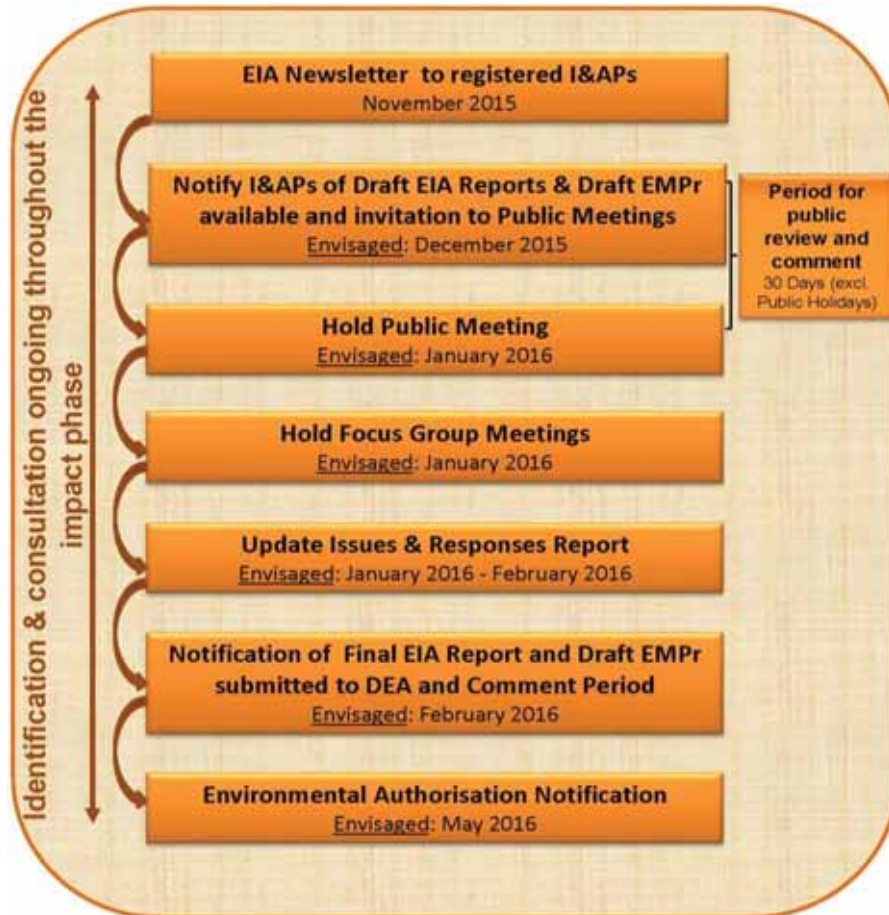 Identification & consultation ongoing throughout the
impact phase
EIA Newsletter to registered I&APs
November 2015
Notify I&APs of Draft EIA Reports & Draft EMPr
available and invitation to Public Meetings
Envisaged: December 2015
Period for
public
review and
comment
30 Days (excl.
Public Holidays)
Hold Public Meeting
Envisaged: January 2016
Hold Focus Group Meetings
Envisaged: January 2016
Update Issues & Responses Report
Envisaged: January 2016 - February 2016
Notification of Final EIA Report and Draft EMPr
submitted to DEA and Comment Period
Envisaged: February 2016
Environmental Authorisation Notification
Envisaged: May 2016